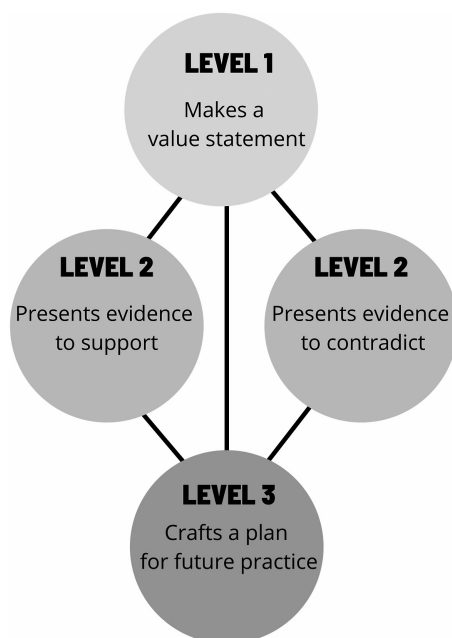 LEVEL 1
Makes a
value statement
LEVEL 2
Presents evidence
to support
LEVEL 2
Presents evidence
to contradict
LEVEL 3
Crafts a plan
for future practice